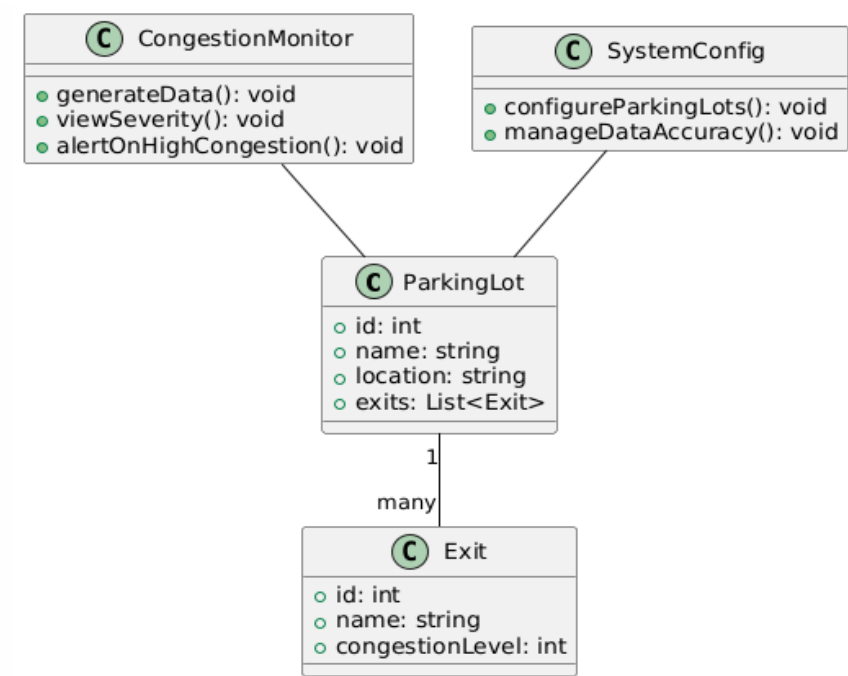 C CongestionMonitor
generateData(): void
viewSeverity(): void
alertOnHighCongestion(): void
C SystemConfig
configureParkingLots(): void
manageDataAccuracy(): void
C ParkingLot
id: int
name: string
location: string
exits: List<Exit>
1
many
C Exit
id: int
name: string
congestionLevel: int